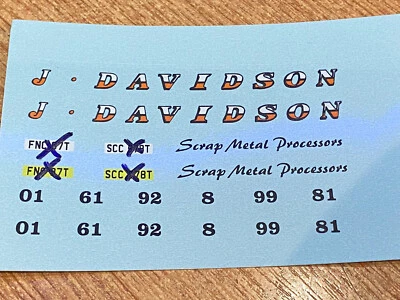 J · DAVIDSON
J · DAVIDSON
Scrap Metal Processors
Scrap Metal Processors
01 61 92 8 99 81
01 61 92 8 99 81